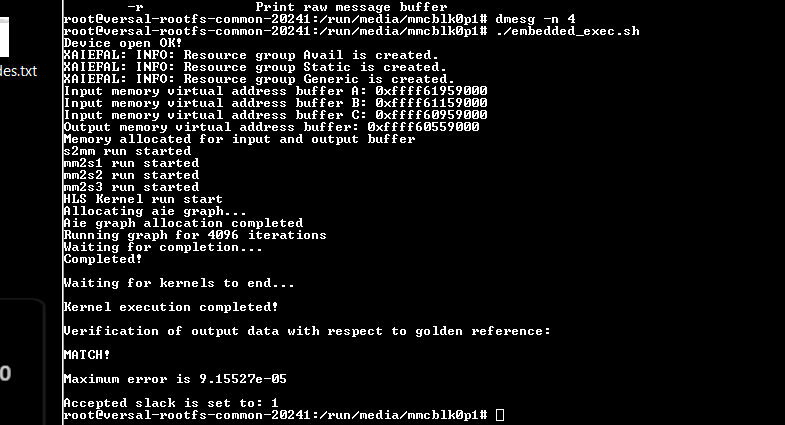 -r                Print raw message buffer
root@versal-rootfs-common-20241:/run/media/mmcblk0p1# dmesg -n 4
root@versal-rootfs-common-20241:/run/media/mmcblk0p1# ./embedded_exec.sh
Device open OK!
XAIEFAL: INFO: Resource group Avail is created.
XAIEFAL: INFO: Resource group Static is created.
XAIEFAL: INFO: Resource group Generic is created.
Input memory virtual address buffer A: 0xffff61959000
Input memory virtual address buffer B: 0xffff61159000
Input memory virtual address buffer C: 0xffff60959000
Output memory virtual address buffer: 0xffff60559000
Memory allocated for input and output buffer
s2mm run started
mm2s1 run started
mm2s2 run started
mm2s3 run started
HLS Kernel run start
Allocating aie graph...
Aie graph allocation completed
Running graph for 4096 iterations
Waiting for completion...
Completed!
Waiting for kernels to end...
Kernel execution completed!
Verification of output data with respect to golden reference:
MATCH!
Maximum error is 9.15527e-05
Accepted slack is set to: 1
root@versal-rootfs-common-20241:/run/media/mmcblk0p1#
des.txt
0